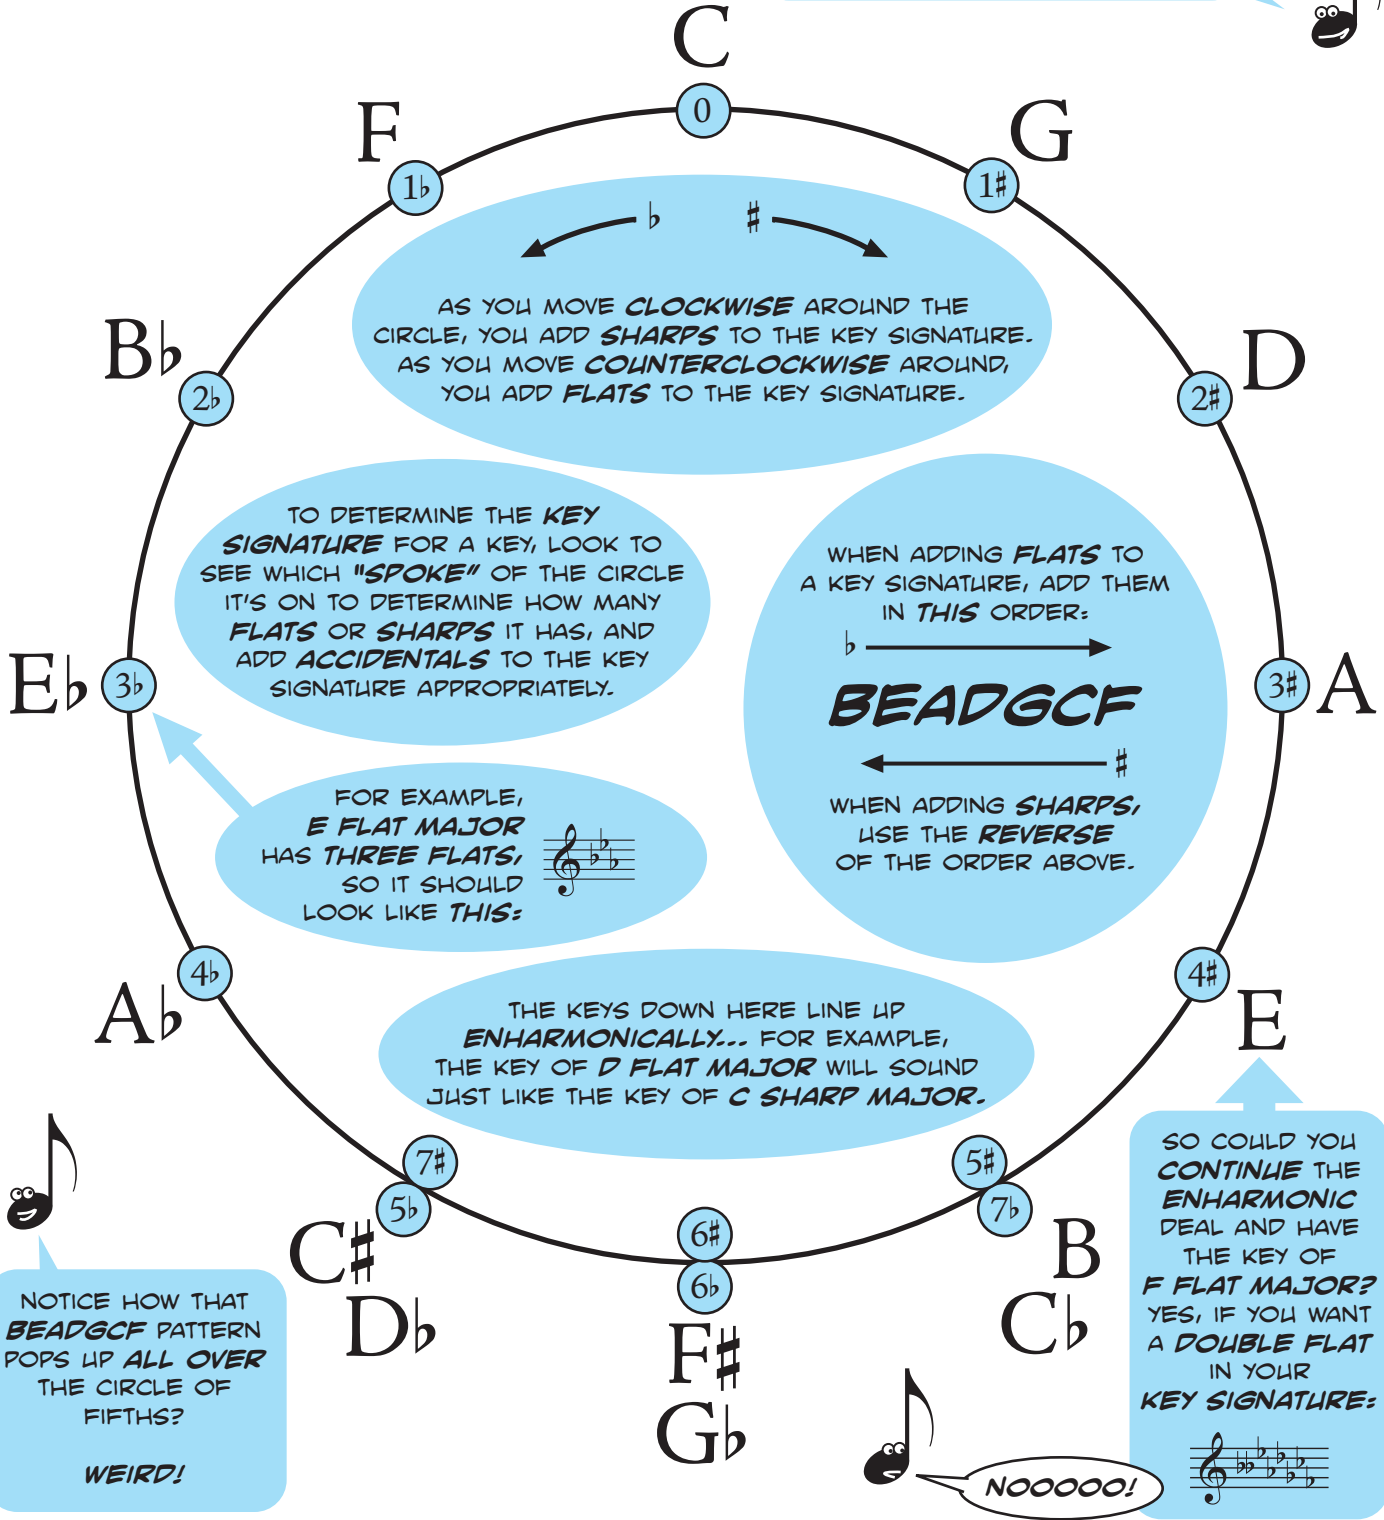 C
0
F
G
1♭
1♯
♭ ♯
AS YOU MOVE CLOCKWISE AROUND THE
CIRCLE, YOU ADD SHARPS TO THE KEY SIGNATURE.
AS YOU MOVE COUNTERCLOCKWISE AROUND,
YOU ADD FLATS TO THE KEY SIGNATURE.
B♭
2♭
D
2♯
TO DETERMINE THE KEY
SIGNATURE FOR A KEY, LOOK TO
SEE WHICH "SPOKE" OF THE CIRCLE
IT'S ON TO DETERMINE HOW MANY
FLATS OR SHARPS IT HAS, AND
ADD ACCIDENTALS TO THE KEY
SIGNATURE APPROPRIATELY.
WHEN ADDING FLATS TO
A KEY SIGNATURE, ADD THEM
IN THIS ORDER:
♭
BEADGCF
♯
WHEN ADDING SHARPS,
USE THE REVERSE
OF THE ORDER ABOVE.
E♭
3♭
3♯
A
FOR EXAMPLE,
E FLAT MAJOR
HAS THREE FLATS,
SO IT SHOULD
LOOK LIKE THIS:
4♭
A♭
4♯
E
THE KEYS DOWN HERE LINE UP
ENHARMONICALLY... FOR EXAMPLE,
THE KEY OF D FLAT MAJOR WILL SOUND
JUST LIKE THE KEY OF C SHARP MAJOR.
7♯
5♭
C♯
D♭
6♯
6♭
F♯
G♭
5♯
7♭
B
C♭
NOTICE HOW THAT
BEADGCF PATTERN
POPS UP ALL OVER
THE CIRCLE OF
FIFTHS?
WEIRD!
SO COULD YOU
CONTINUE THE
ENHARMONIC
DEAL AND HAVE
THE KEY OF
F FLAT MAJOR?
YES, IF YOU WANT
A DOUBLE FLAT
IN YOUR
KEY SIGNATURE:
NOOOOO!